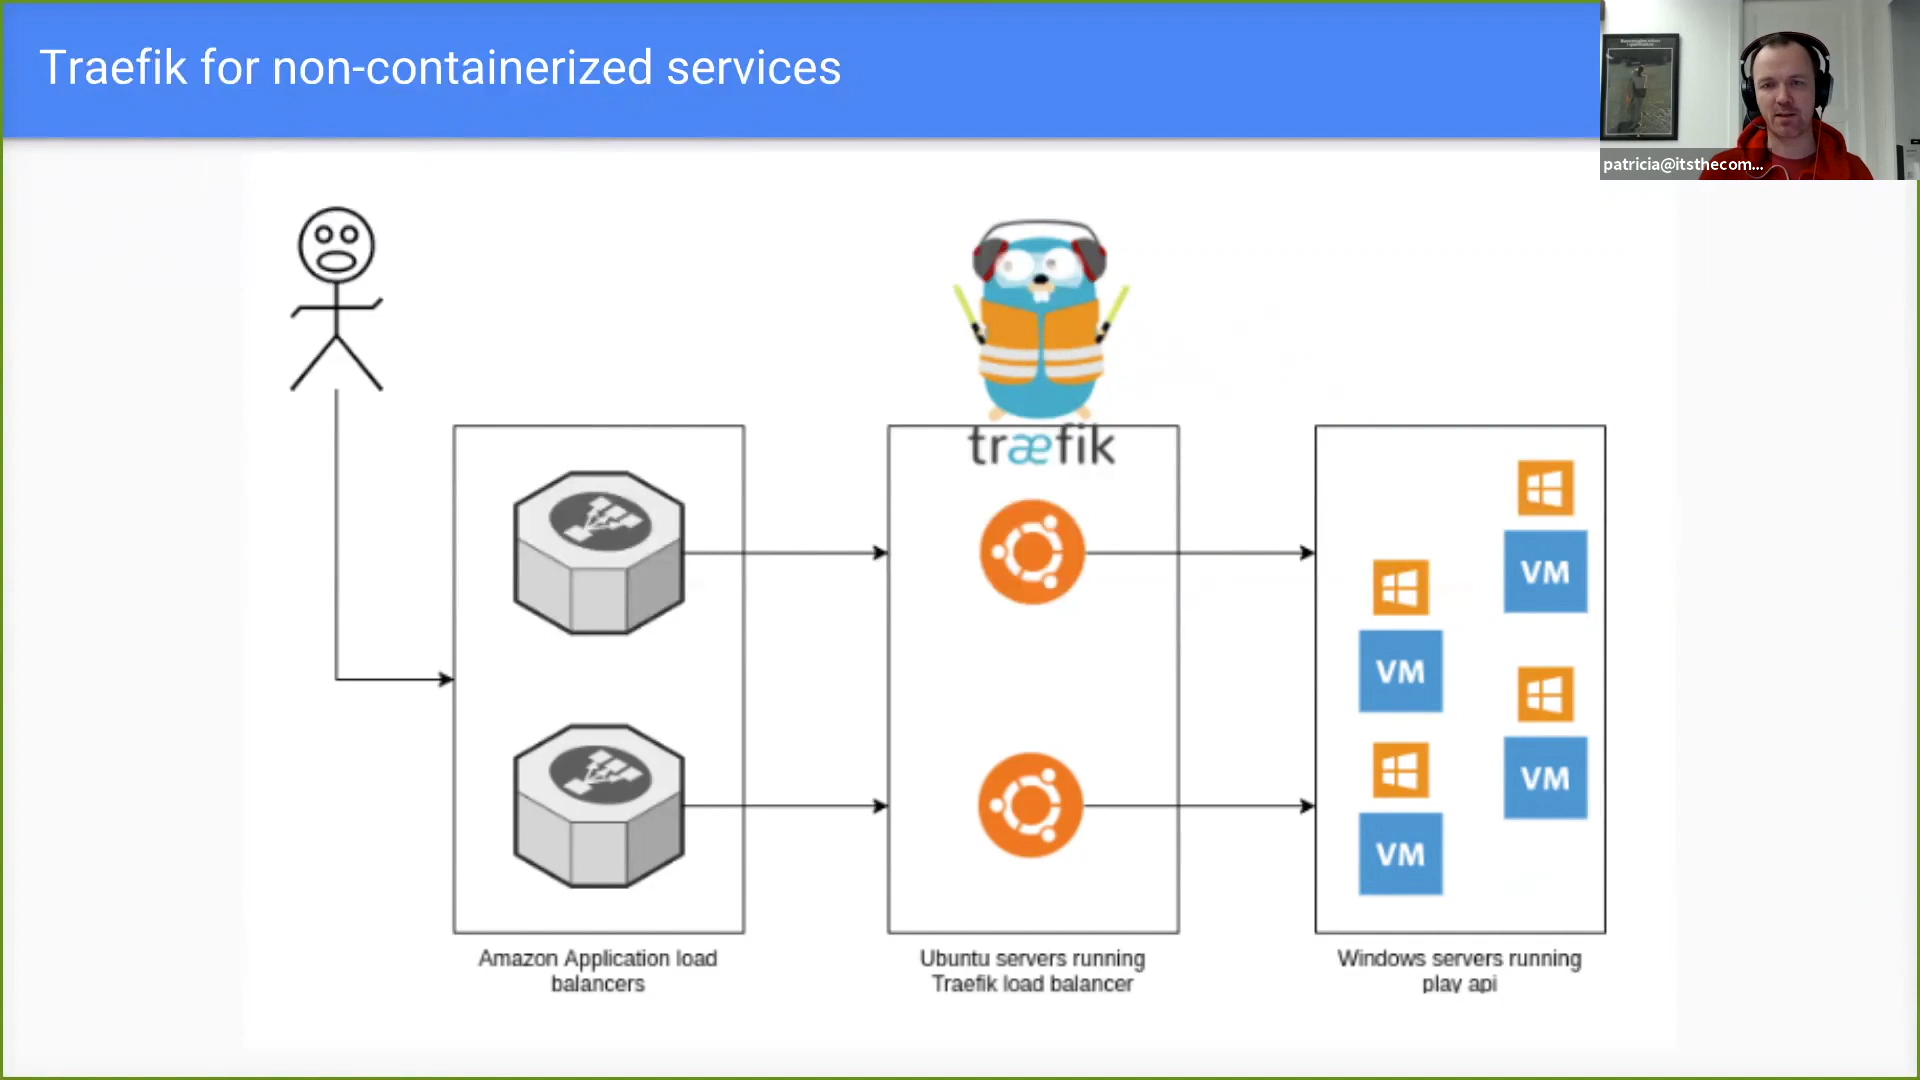 Traefik for non-containerized services
patricia@itsthecom...
træfik
VM
VM
VM
VM
Amazon Application load
balancers
Ubuntu servers running
Traefik load balancer
Windows servers running
play api